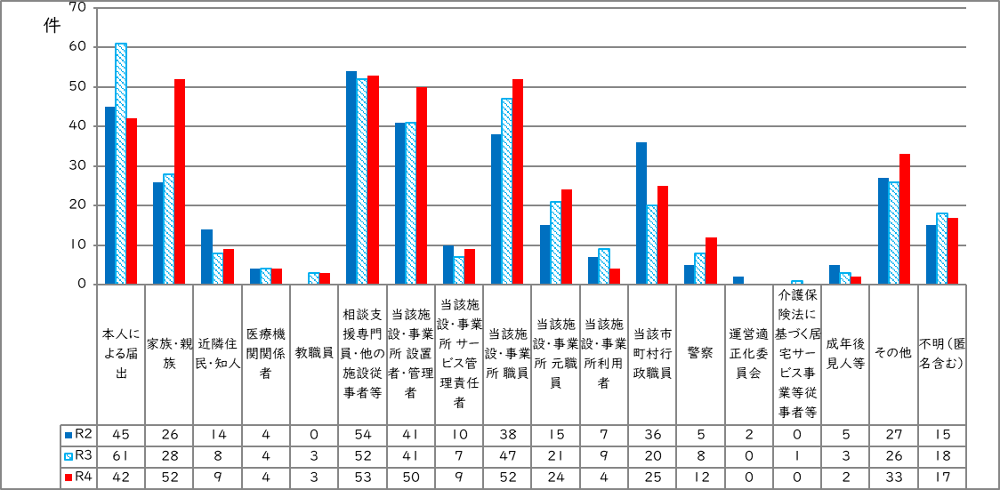 件
70
60
50
40
30
20
10
0
本人に
よる届
出
家族・親
族
近隣住
民・知人
医療機
関関係
者
教職員
相談支
援専門
員・他の
施設従
事者等
当該施
設・事業
所 設置
者・管理
者
当該施
設・事業
所 サー
ビス管
理責任
者
当該施
設・事業
所 職員
当該施
設・事業
所 元職
員
当該施
設・事業
所利用
者
当該市
町村行
政職員
警察
運営適
正化委
員会
介護保
険法に
基づく居
宅サー
ビス事
業等従
事者等
成年後
見人等
その他
不明（匿
名含む）
R2 45 26 14 4 0 54 41 10 38 15 7 36 5 2 0 5 27 15
R3 61 28 8 4 3 52 41 7 47 21 9 20 8 0 1 3 26 18
R4 42 52 9 4 3 53 50 9 52 24 4 25 12 0 0 2 33 17